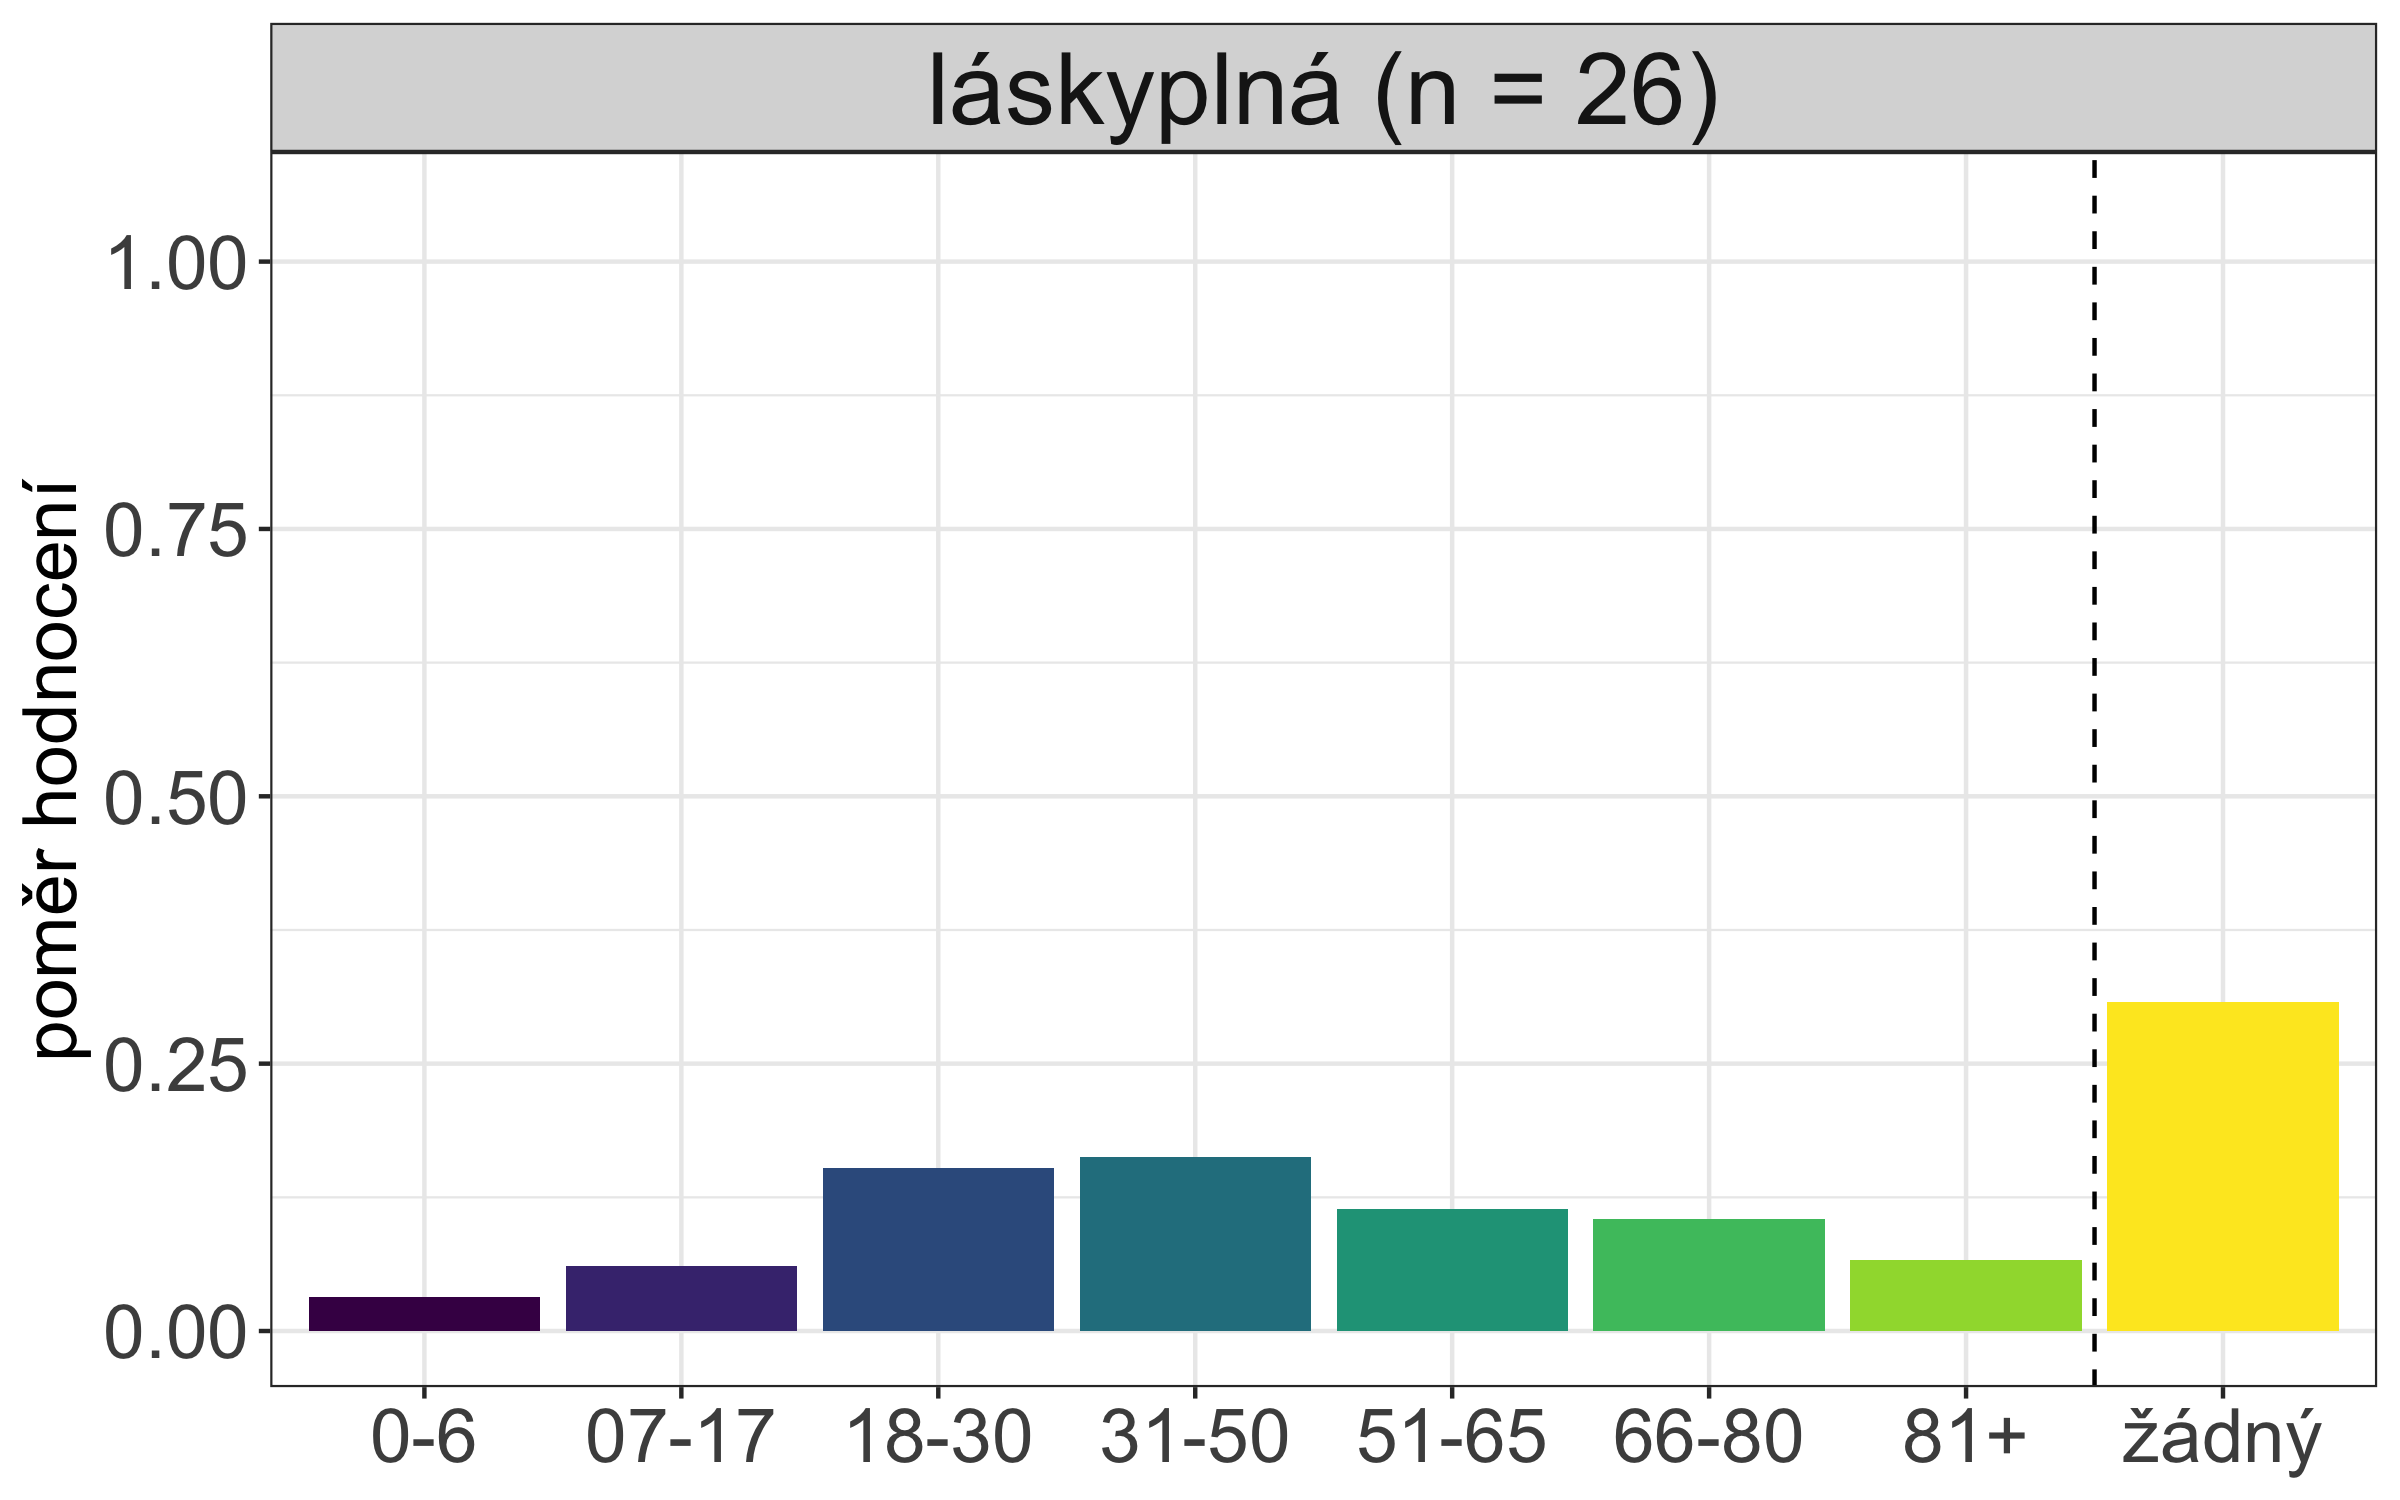 láskyplná (n = 26)
poměr hodnocení
1.00
0.75
0.50
0.25
0.00
0-6 07-17 18-30 31-50 51-65 66-80 81+ žádný